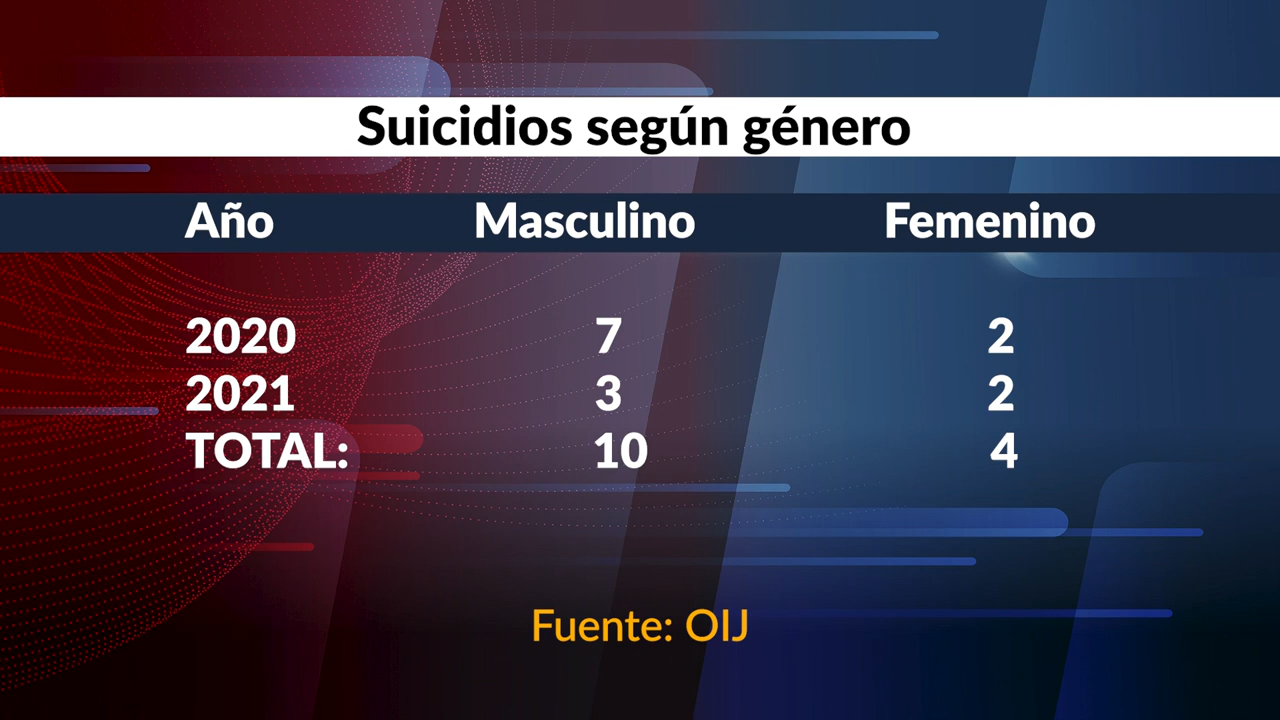 Suicidios según género
Año Masculino Femenino
2020 7 2
2021 3 2
TOTAL: 10 4
Fuente: OIJ